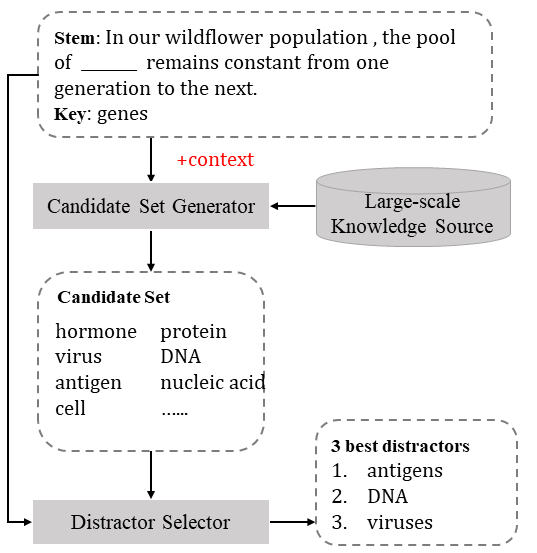 Stem: In our wildflower population , the pool
of ______ remains constant from one
generation to the next.
Key: genes
+context
Candidate Set Generator
Large-scale
Knowledge Source
Candidate Set
hormone protein
virus DNA
antigen nucleic acid
cell ......
3 best distractors
1. antigens
2. DNA
3. viruses
Distractor Selector